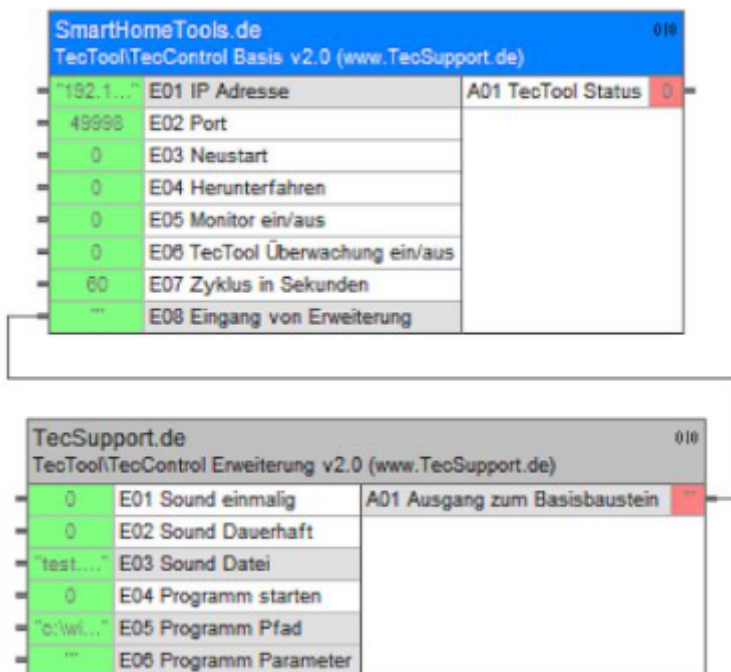 SmartHomeTools.de 010
TecTool\TecControl Basis v2.0 (www.TecSupport.de)
"192.1..." E01 IP Adresse A01 TecTool Status 0
49998 E02 Port
0 E03 Neustart
0 E04 Herunterfahren
0 E05 Monitor ein/aus
0 E06 TecTool Überwachung ein/aus
60 E07 Zyklus in Sekunden
"" E08 Eingang von Erweiterung
TecSupport.de 010
TecTool\TecControl Erweiterung v2.0 (www.TecSupport.de)
0 E01 Sound einmalig A01 Ausgang zum Basisbaustein ""
0 E02 Sound Dauerhaft
"test...." E03 Sound Datei
0 E04 Programm starten
"c:\wi..." E05 Programm Pfad
"" E06 Programm Parameter